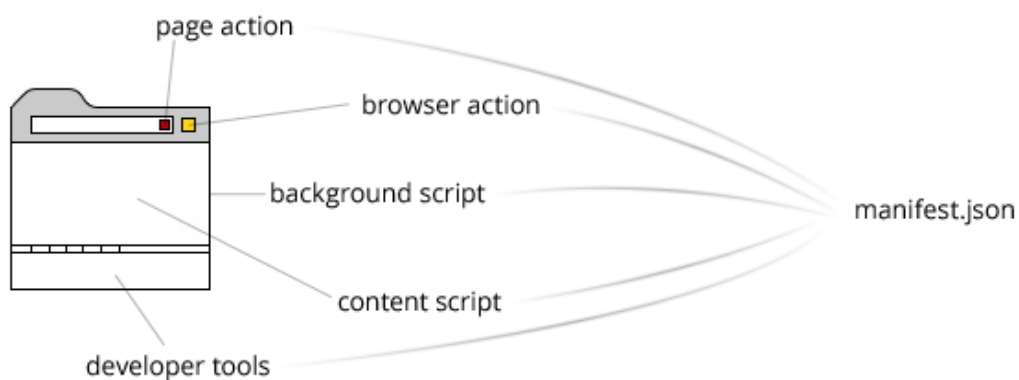 page action
browser action
background script
manifest.json
content script
developer tools